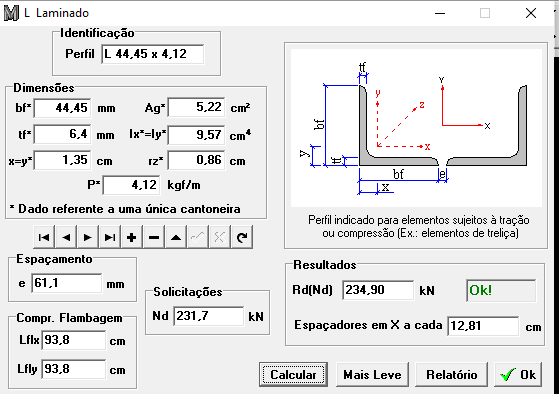 L Laminado
Identificação
Perfil L 44,45 x 4,12
Dimensões
bf* 44,45 mm Ag* 5,22 cm²
tf* 6,4 mm Ix*=Iy* 9,57 cm⁴
x=y* 1,35 cm rz* 0,86 cm
P* 4,12 kgf/m
* Dado referente a uma única cantoneira
tf
bf
y
tf
y
z
x
Y
X
bf
e
x
Perfil indicado para elementos sujeitos à tração
ou compressão (Ex.: elementos de treliça)
Espaçamento
e 61,1 mm
Compr. Flambagem
Lflx 93,8 cm
Lfly 93,8 cm
Solicitações
Nd 231,7 kN
Resultados
Rd(Nd) 234,90 kN Ok!
Espaçadores em X a cada 12,81 cm
Calcular Mais Leve Relatório Ok